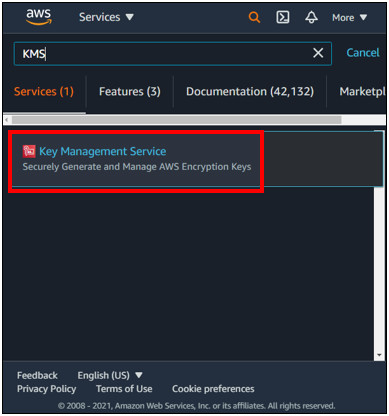 aws Services ▼ More ▼
KMS Cancel
Services (1) Features (3) Documentation (42,132) Marketpl
Key Management Service
Securely Generate and Manage AWS Encryption Keys
Feedback English (US) ▼
Privacy Policy Terms of Use Cookie preferences
© 2008 - 2021, Amazon Web Services, Inc. or its affiliates. All rights reserved.